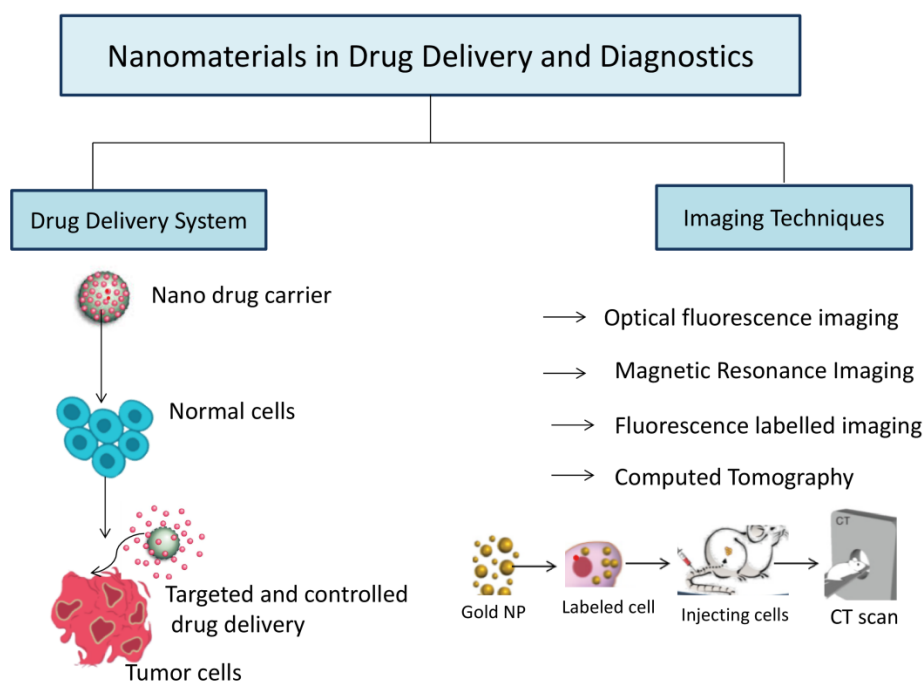 Nanomaterials in Drug Delivery and Diagnostics
Drug Delivery System
Imaging Techniques
Nano drug carrier
Normal cells
Targeted and controlled
drug delivery
Tumor cells
Optical fluorescence imaging
Magnetic Resonance Imaging
Fluorescence labelled imaging
Computed Tomography
CT
Gold NP
Labeled cell
Injecting cells
CT scan